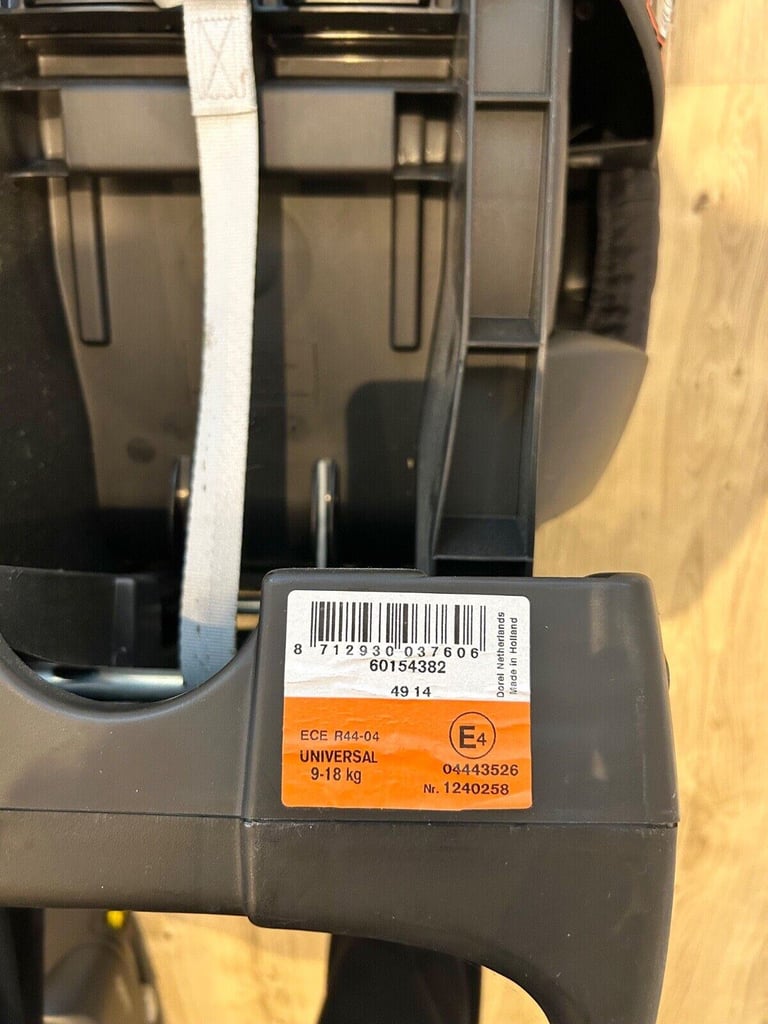 8 712930 037606
60154382
49 14
Dorel Netherlands
Made in Holland
ECE R44-04
UNIVERSAL
9-18 kg
E4
04443526
Nr. 1240258